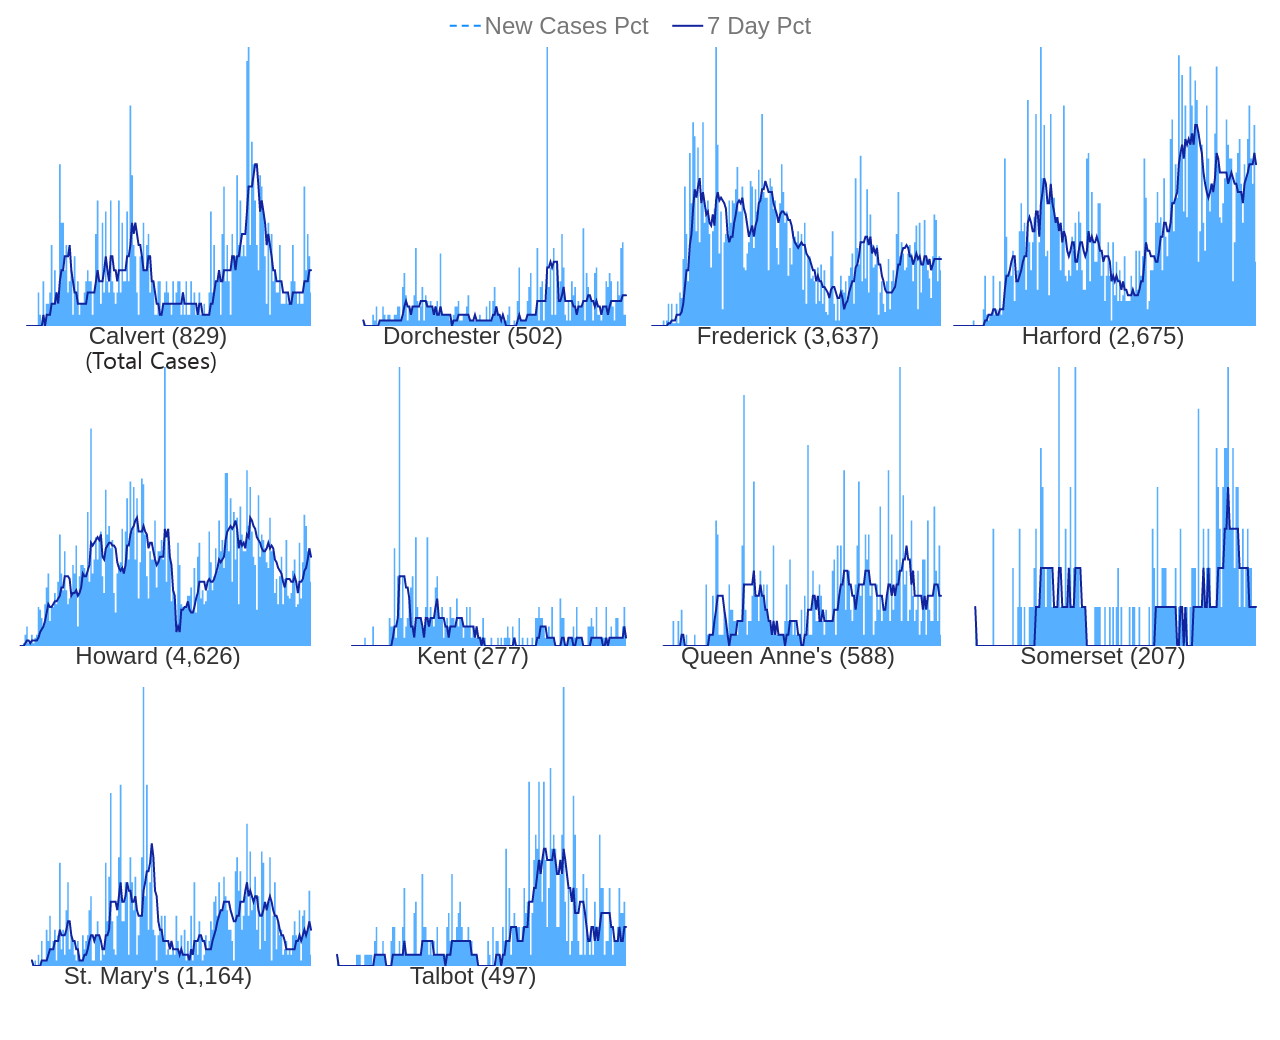 New Cases Pct 7 Day Pct
Calvert (829) Dorchester (502) Frederick (3,637) Harford (2,675)
(Total Cases)
Howard (4,626) Kent (277) Queen Anne's (588) Somerset (207)
St. Mary's (1,164) Talbot (497)